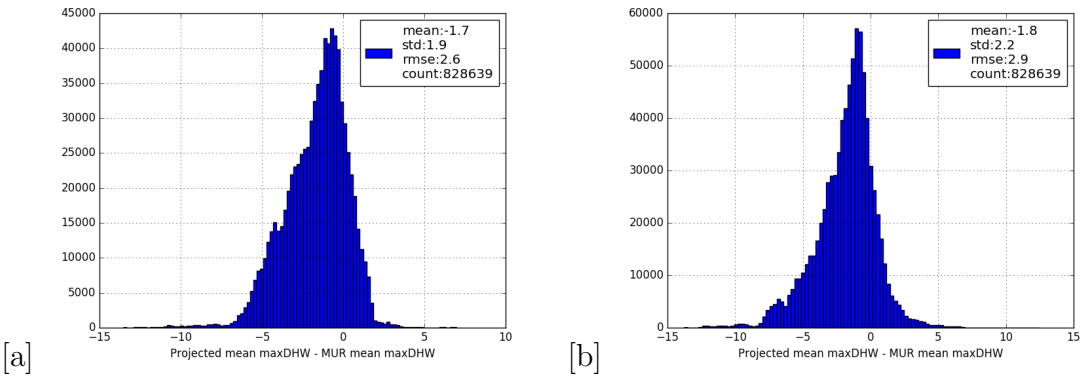 45000
40000
35000
30000
25000
20000
15000
10000
5000
0
−15 −10 −5 0 5 10
mean:-1.7
std:1.9
rmse:2.6
count:828639
Projected mean maxDHW - MUR mean maxDHW
[a]
60000
50000
40000
30000
20000
10000
0
−15 −10 −5 0 5 10 15
mean:-1.8
std:2.2
rmse:2.9
count:828639
Projected mean maxDHW - MUR mean maxDHW
[b]